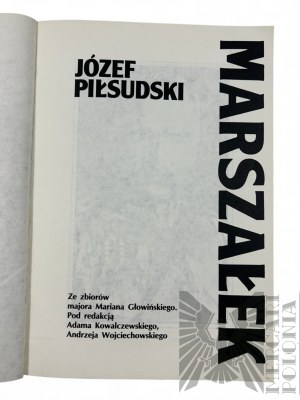 JÓZEF
PIŁSUDSKI
MARSZAŁEK
Ze zbiorów
majora Mariana Głowińskiego.
Pod redakcją
Adama Kowalczewskiego,
Andrzeja Wojciechowskiego